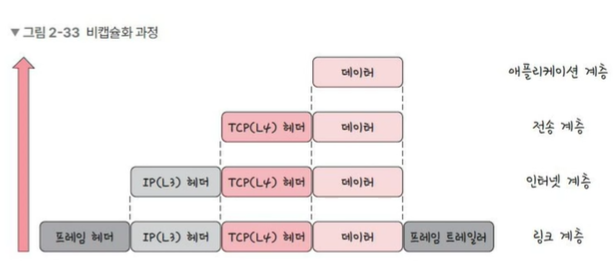 ▼ 그림 2-33 비캡슐화 과정
데이터 애플리케이션 계층
TCP(L4) 헤더 데이터 전송 계층
IP(L3) 헤더 TCP(L4) 헤더 데이터 인터넷 계층
프레임 헤더 IP(L3) 헤더 TCP(L4) 헤더 데이터 프레임 트레일러 링크 계층